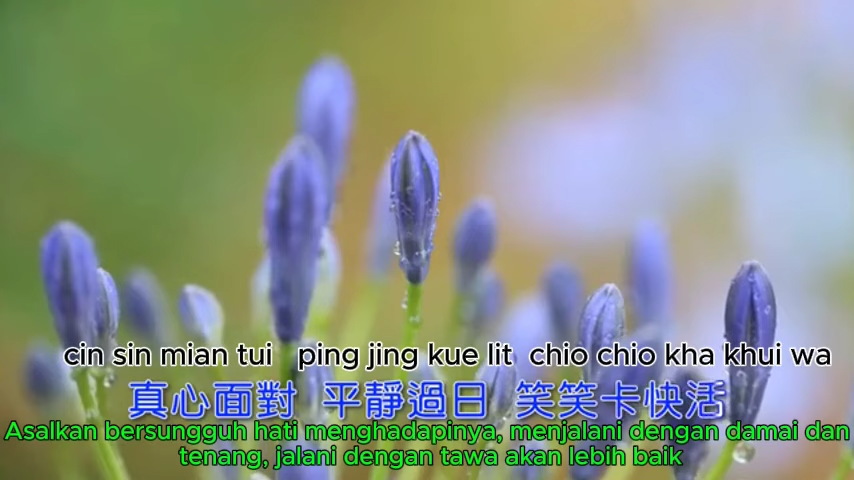 cin sin mian tui ping jing kue lit chio chio kha khui wa
真心面對 平靜過日 笑笑卡快活
Asalkan bersungguh hati menghadapinya, menjalani dengan damai dan
tenang, jalani dengan tawa akan lebih baik